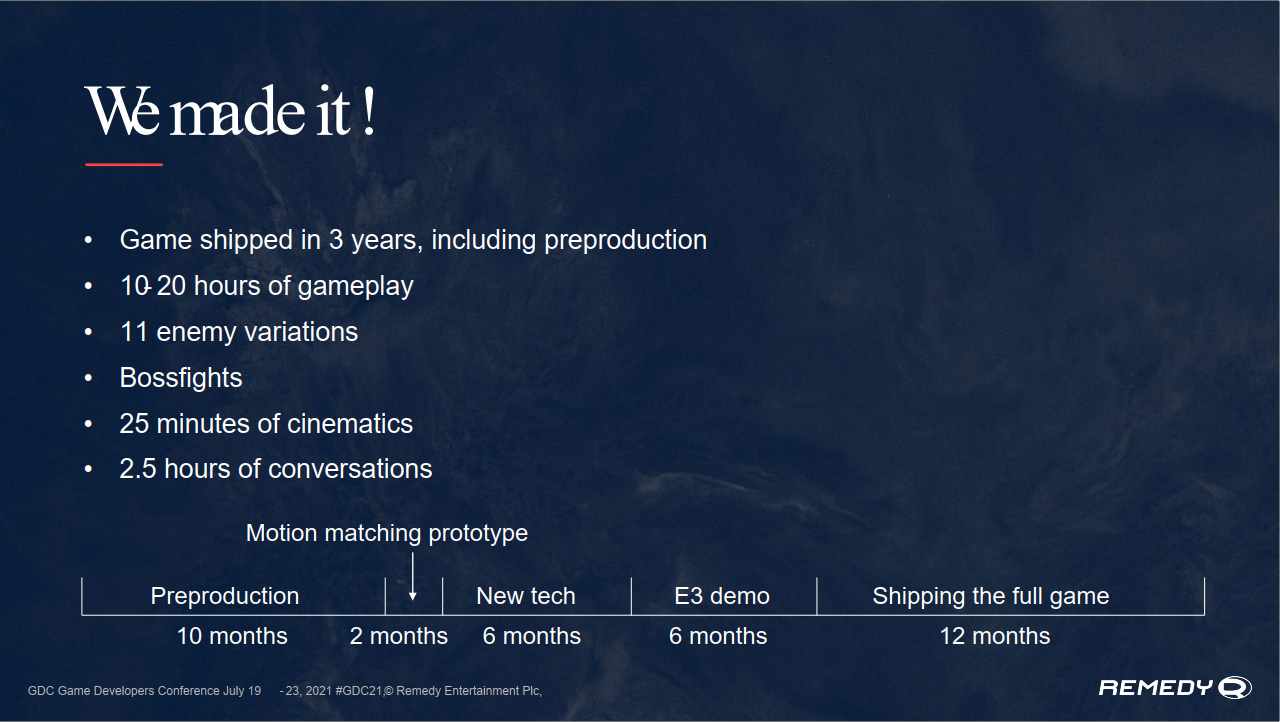 We made it!
• Game shipped in 3 years, including preproduction
• 10-20 hours of gameplay
• 11 enemy variations
• Bossfights
• 25 minutes of cinematics
• 2.5 hours of conversations
Motion matching prototype
Preproduction New tech E3 demo Shipping the full game
10 months 2 months 6 months 6 months 12 months
GDC Game Developers Conference July 19 -23, 2021 #GDC21,© Remedy Entertainment Plc,
REMEDY